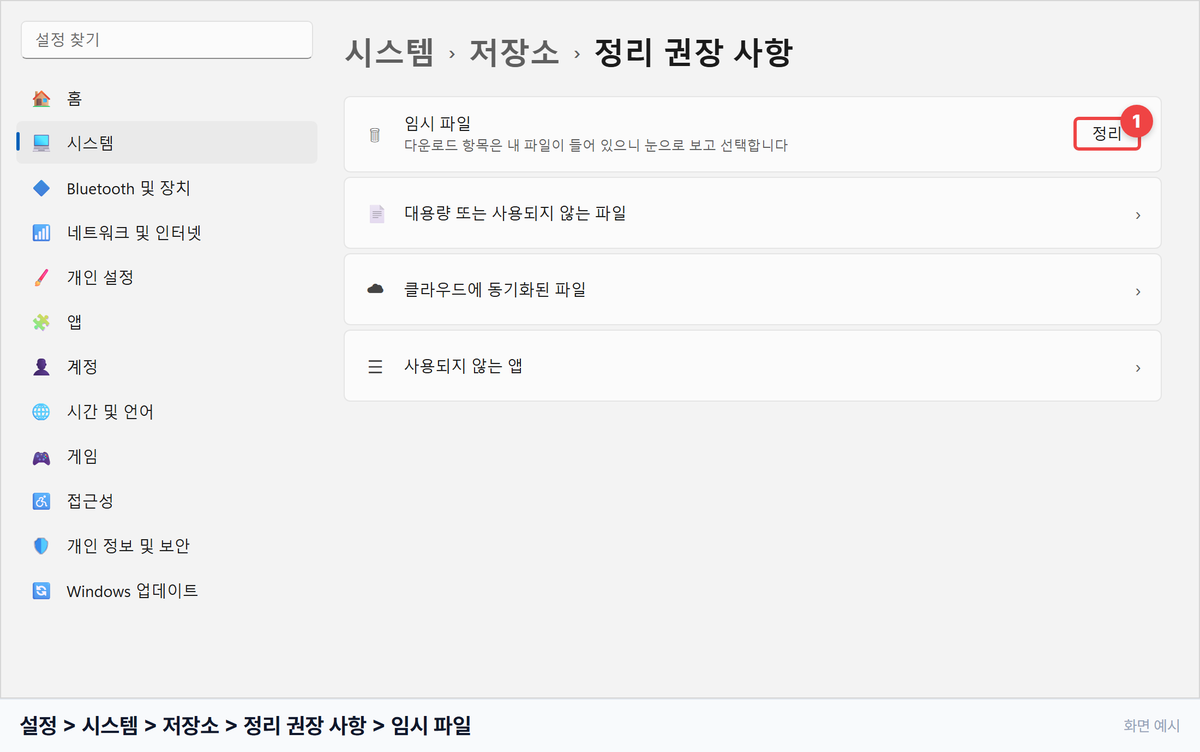 설정 찾기
홈
시스템
Bluetooth 및 장치
네트워크 및 인터넷
개인 설정
앱
계정
시간 및 언어
게임
접근성
개인 정보 및 보안
Windows 업데이트
시스템 › 저장소 › 정리 권장 사항
임시 파일
다운로드 항목은 내 파일이 들어 있으니 눈으로 보고 선택합니다
정리
1
대용량 또는 사용되지 않는 파일
클라우드에 동기화된 파일
사용되지 않는 앱
설정 > 시스템 > 저장소 > 정리 권장 사항 > 임시 파일
화면 예시